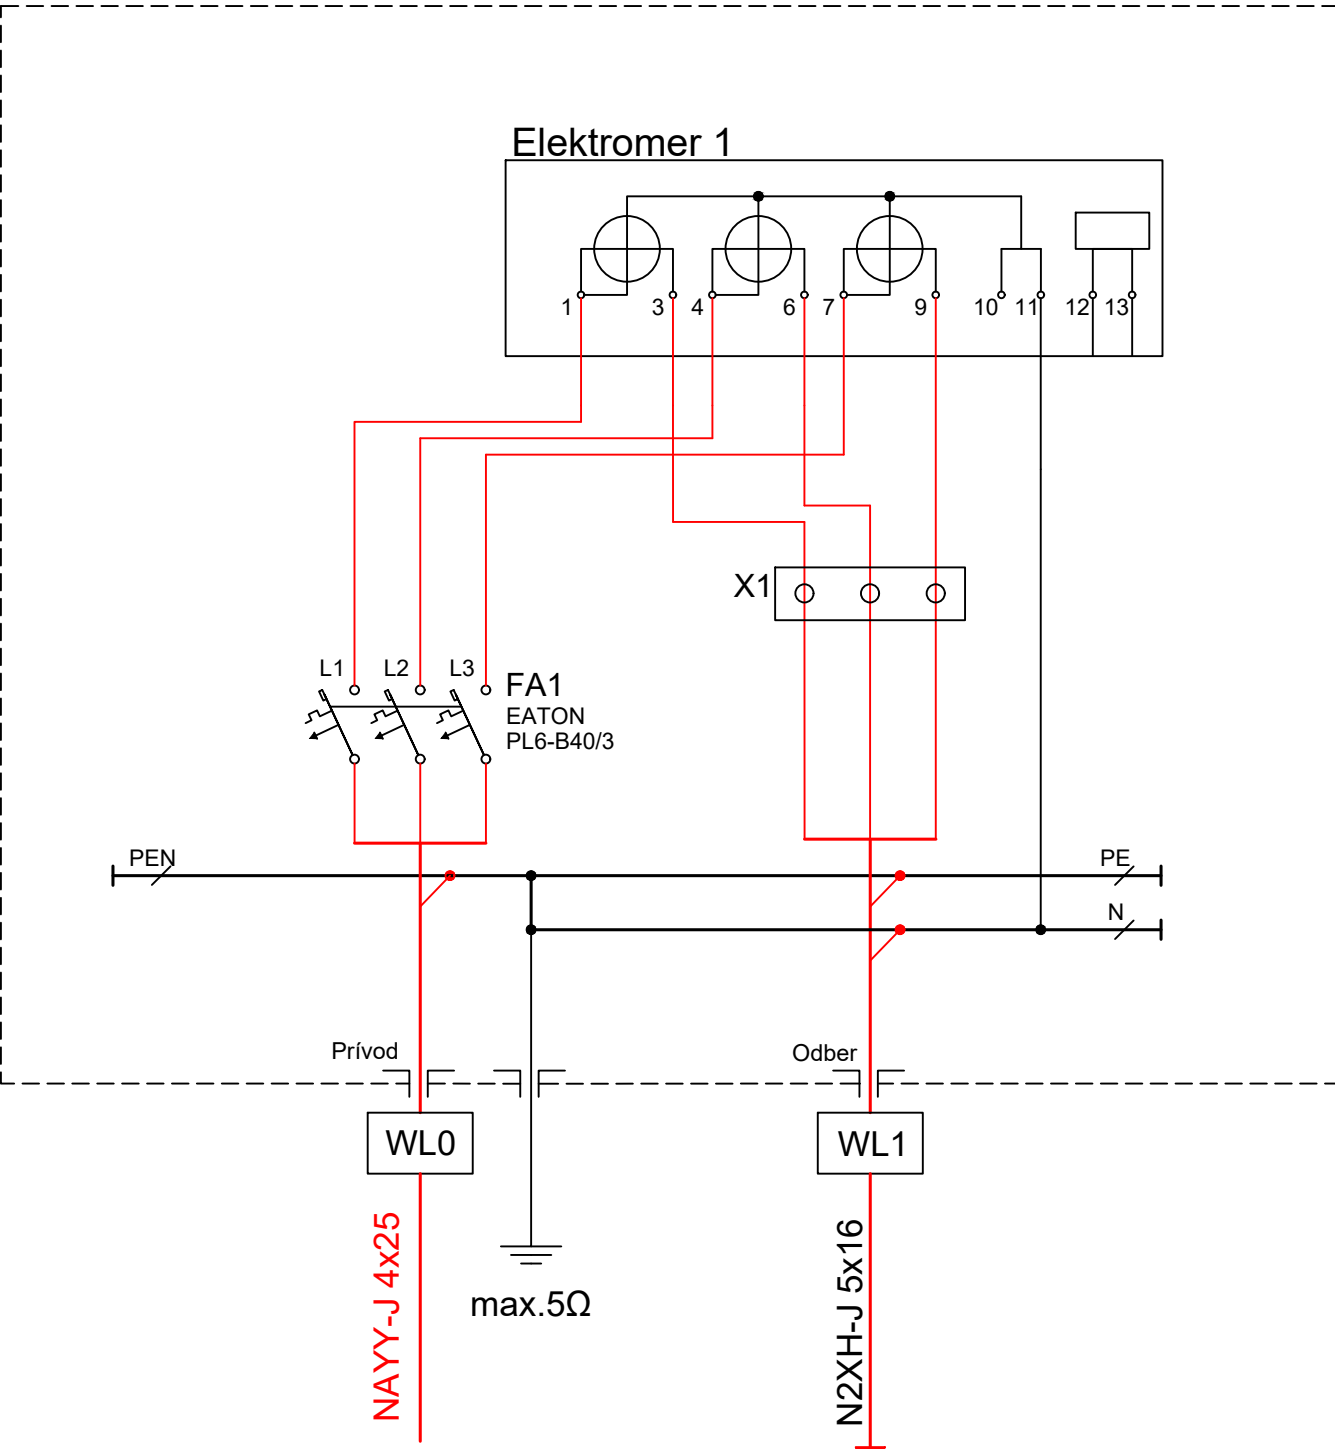 Elektromer 1
1 3 4 6 7 9 10 11 12 13
X1
L1 L2 L3
FA1
EATON
PL6-B40/3
PEN
PE
N
Prívod
Odber
WL0
WL1
NAYY-J 4x25
max.5Ω
N2XH-J 5x16